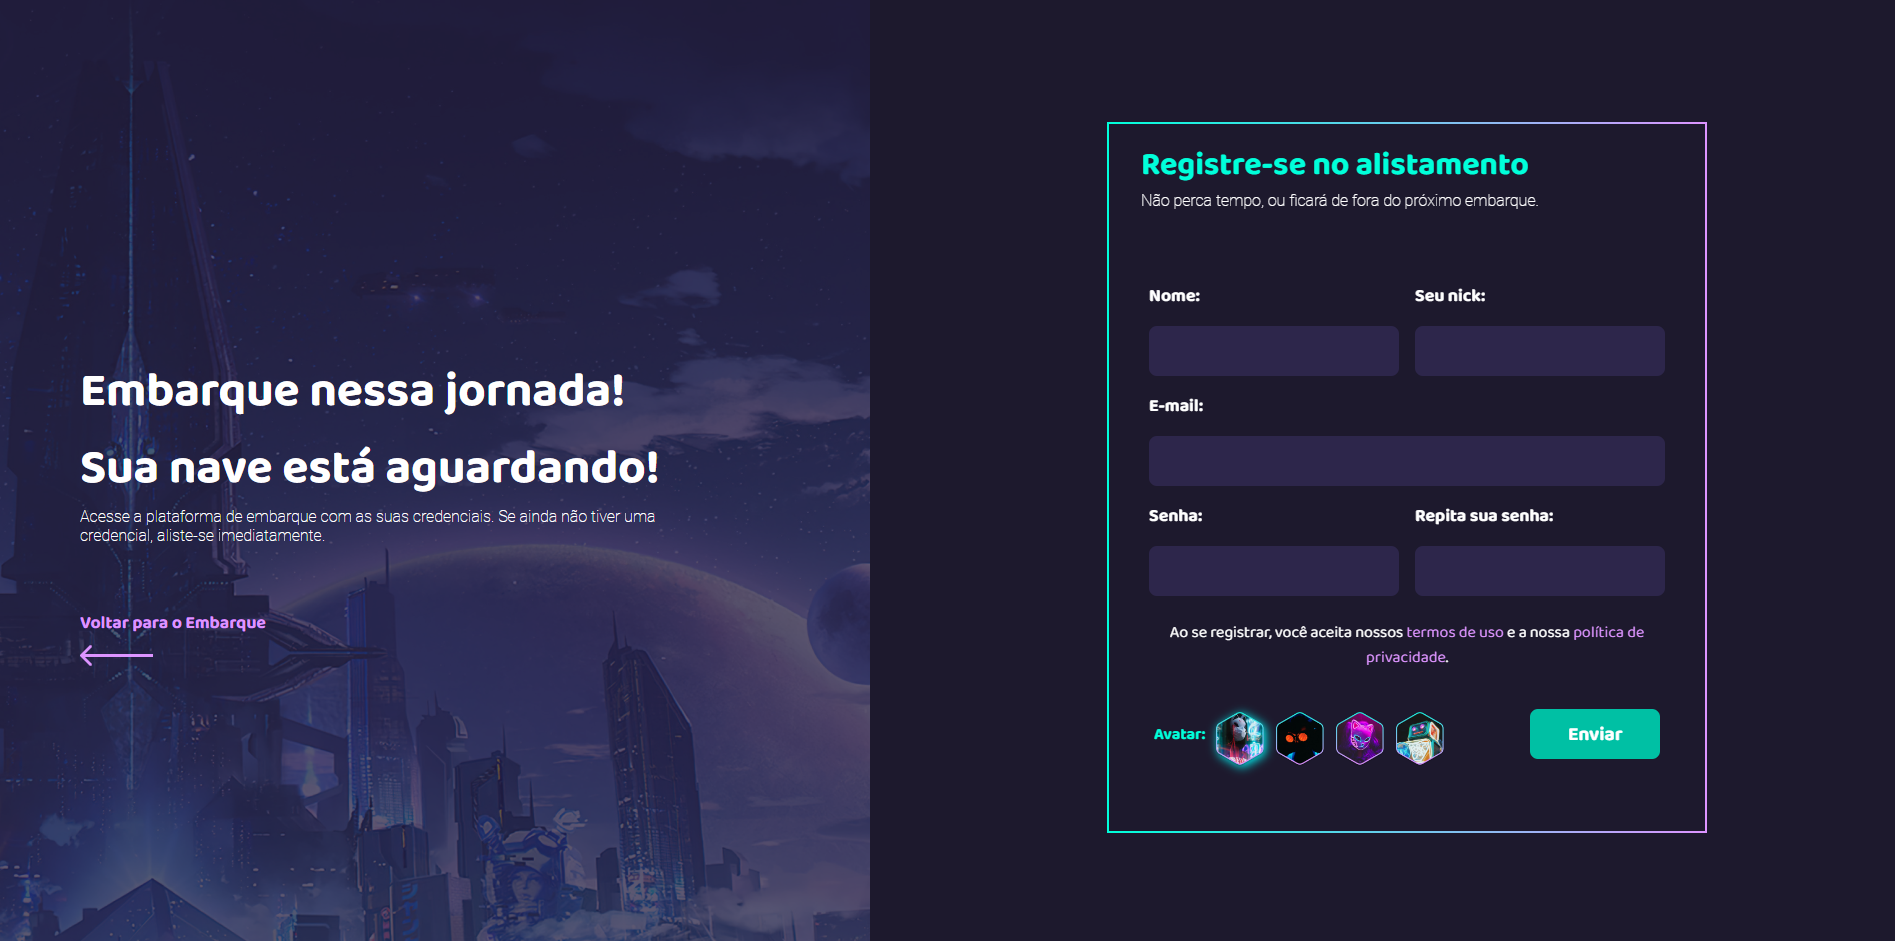 Embarque nessa jornada!
Sua nave está aguardando!
Acesse a plataforma de embarque com as suas credenciais. Se ainda não tiver uma
credencial, aliste-se imediatamente.
Voltar para o Embarque
Registre-se no alistamento
Não perca tempo, ou ficará de fora do próximo embarque.
Nome:
Seu nick:
E-mail:
Senha:
Repita sua senha:
Ao se registrar, você aceita nossos termos de uso e a nossa política de
privacidade.
Avatar:
Enviar